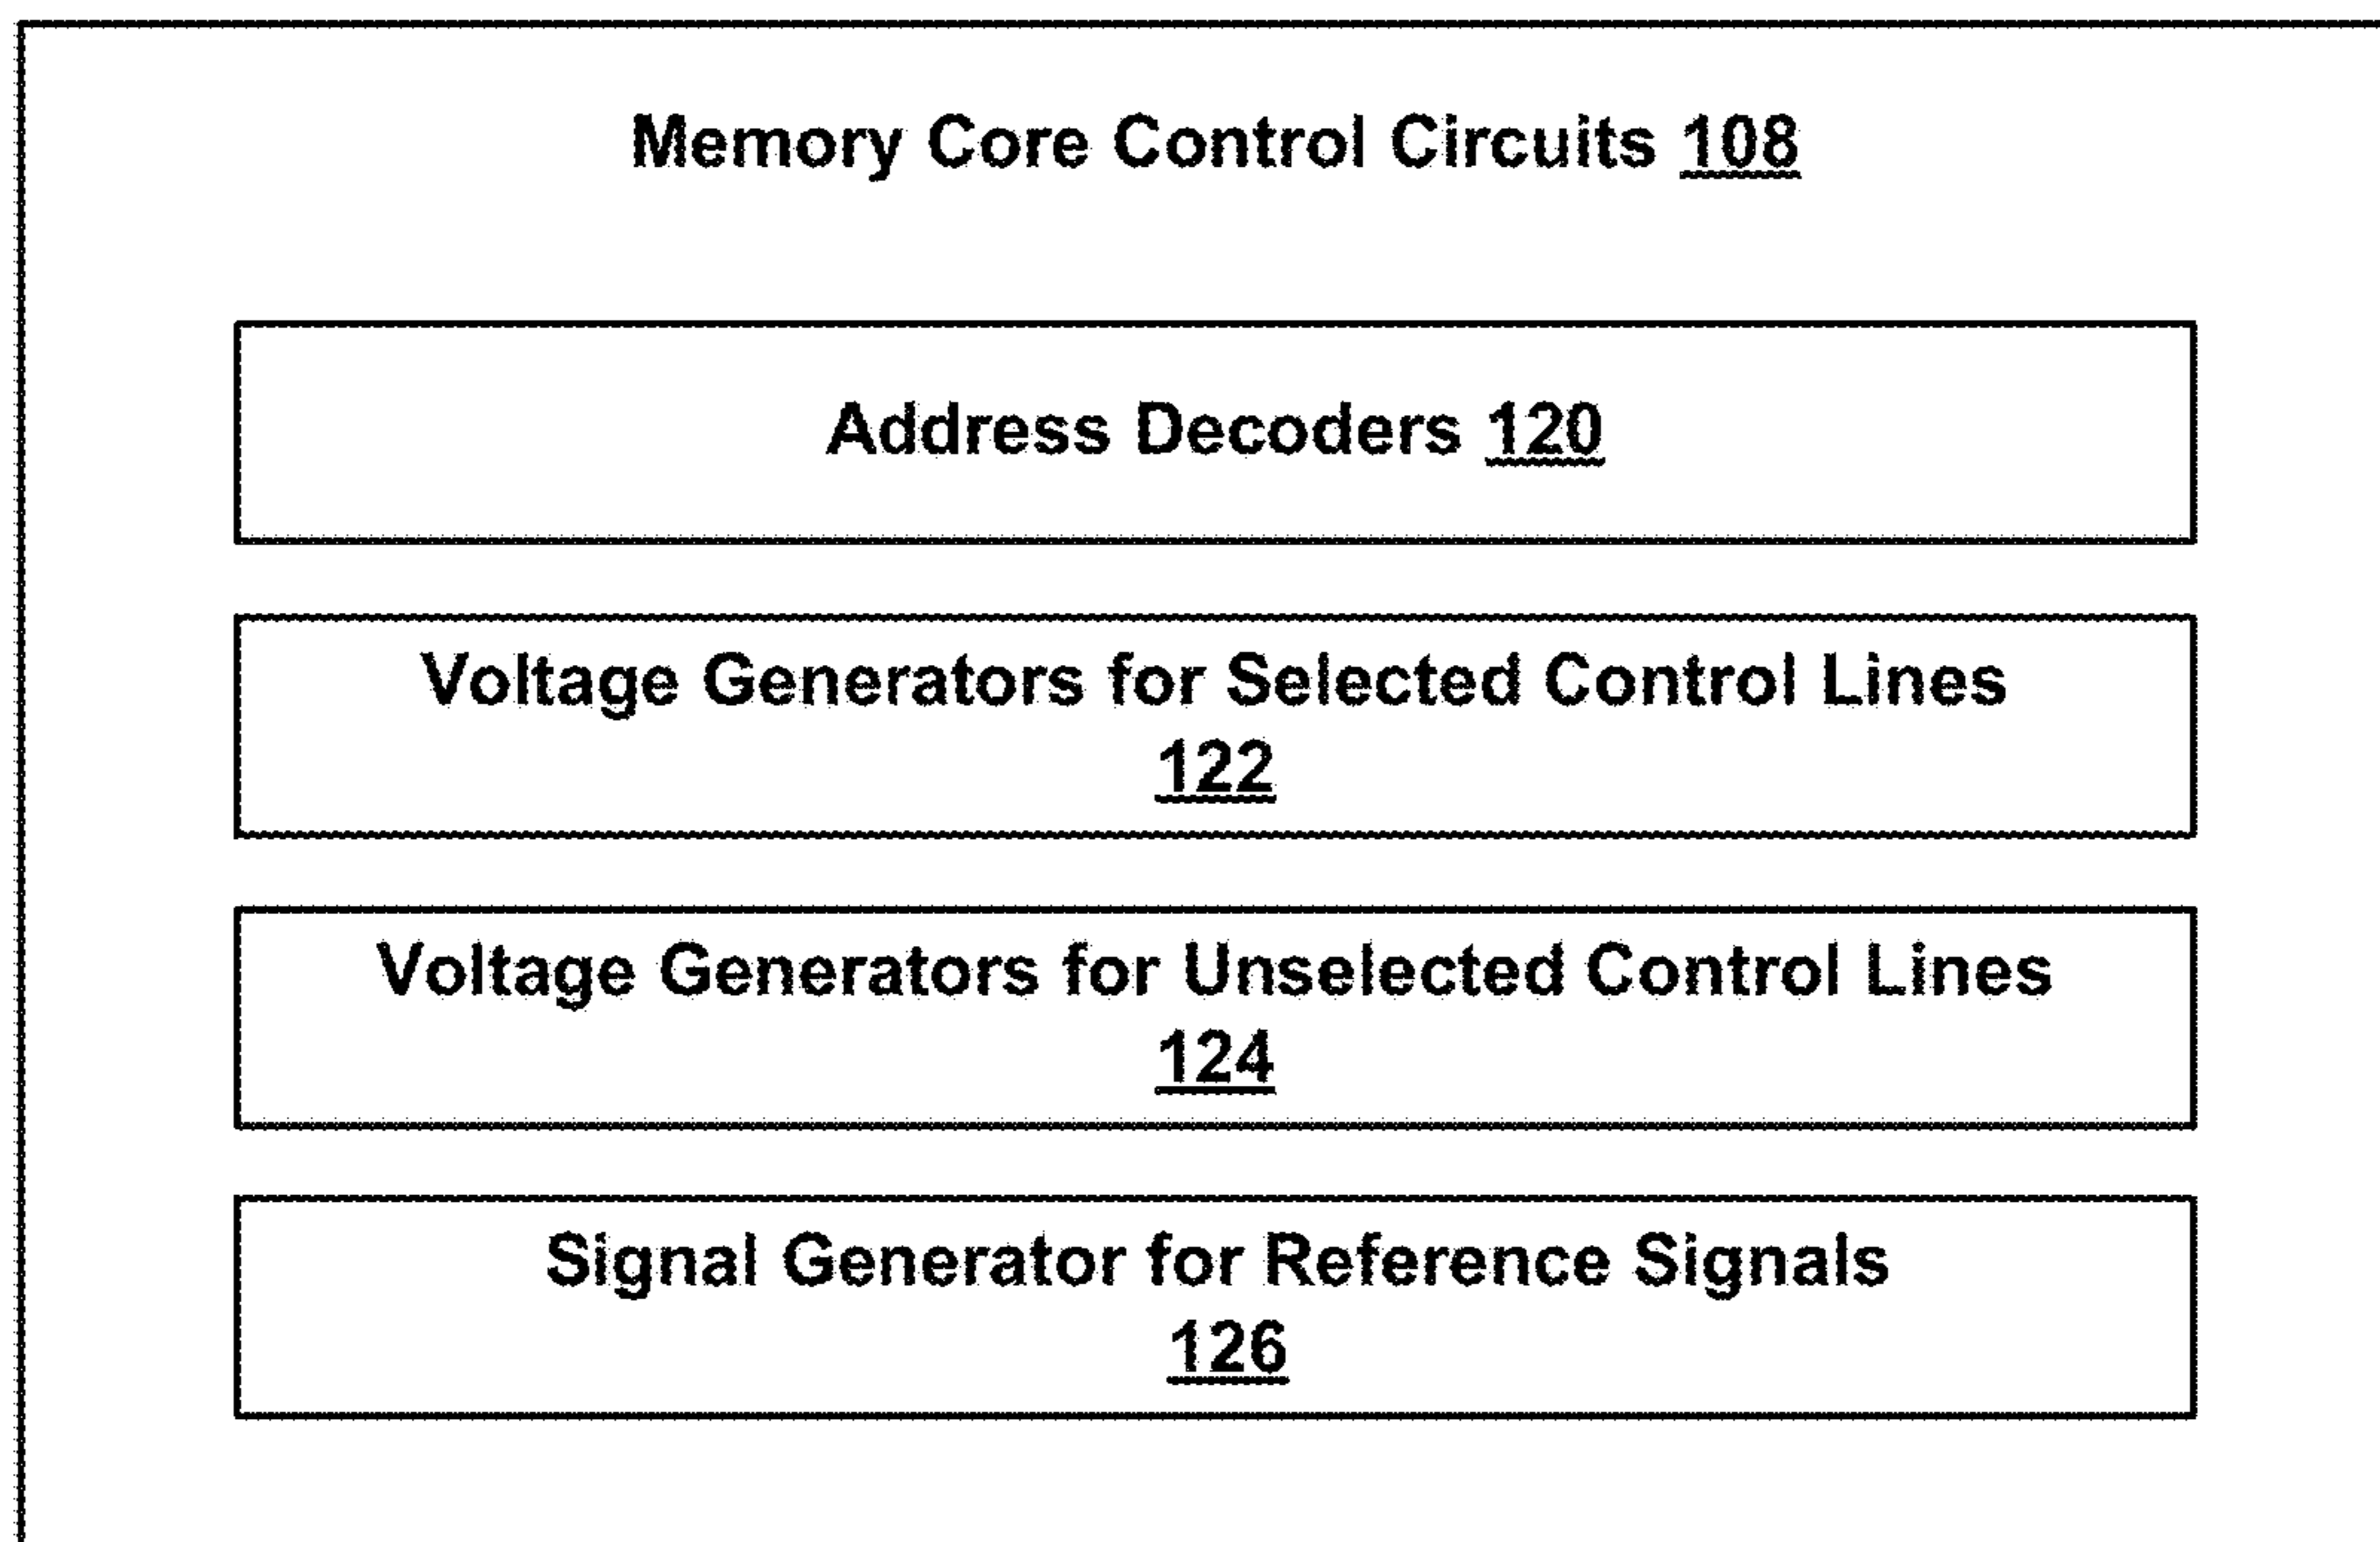 Memory Core Control Circuits 108
Address Decoders 120
Voltage Generators for Selected Control Lines
122
Voltage Generators for Unselected Control Lines
124
Signal Generator for Reference Signals
126